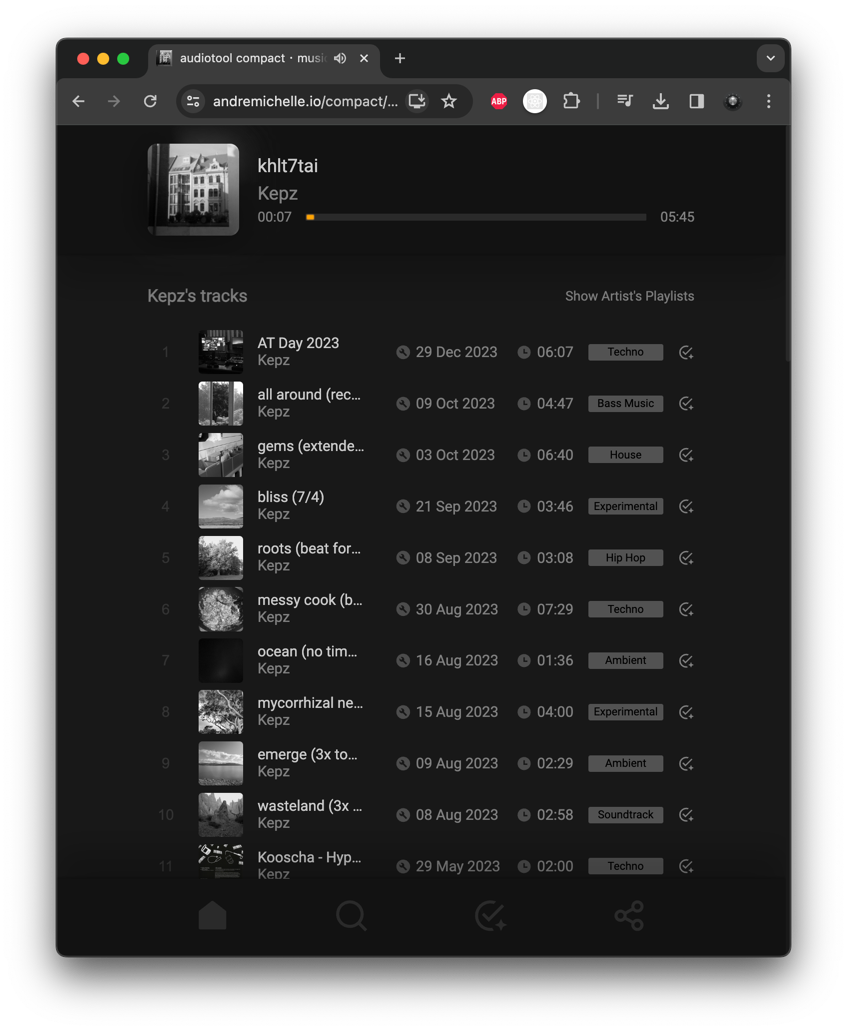 audiotool compact · musi
andremichelle.io/compact/...
ABP
khlt7tai
Kepz
00:07 05:45
Kepz's tracks Show Artist's Playlists
1 AT Day 2023 29 Dec 2023 06:07 Techno
Kepz
2 all around (rec... 09 Oct 2023 04:47 Bass Music
Kepz
3 gems (extende... 03 Oct 2023 06:40 House
Kepz
4 bliss (7/4) 21 Sep 2023 03:46 Experimental
Kepz
5 roots (beat for... 08 Sep 2023 03:08 Hip Hop
Kepz
6 messy cook (b... 30 Aug 2023 07:29 Techno
Kepz
7 ocean (no tim... 16 Aug 2023 01:36 Ambient
Kepz
8 mycorrhizal ne... 15 Aug 2023 04:00 Experimental
Kepz
9 emerge (3x to... 09 Aug 2023 02:29 Ambient
Kepz
10 wasteland (3x ... 08 Aug 2023 02:58 Soundtrack
Kepz
11 Kooscha - Hyp... 29 May 2023 02:00 Techno
Kepz